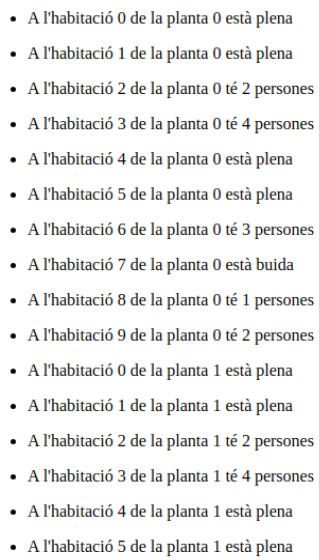 A l'habitació 0 de la planta 0 està plena
A l'habitació 1 de la planta 0 està plena
A l'habitació 2 de la planta 0 té 2 persones
A l'habitació 3 de la planta 0 té 4 persones
A l'habitació 4 de la planta 0 està plena
A l'habitació 5 de la planta 0 està plena
A l'habitació 6 de la planta 0 té 3 persones
A l'habitació 7 de la planta 0 està buida
A l'habitació 8 de la planta 0 té 1 persones
A l'habitació 9 de la planta 0 té 2 persones
A l'habitació 0 de la planta 1 està plena
A l'habitació 1 de la planta 1 està plena
A l'habitació 2 de la planta 1 té 2 persones
A l'habitació 3 de la planta 1 té 4 persones
A l'habitació 4 de la planta 1 està plena
A l'habitació 5 de la planta 1 està plena